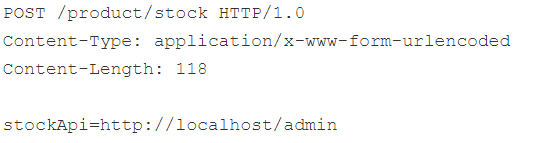 POST /product/stock HTTP/1.0
Content-Type: application/x-www-form-urlencoded
Content-Length: 118

stockApi=http://localhost/admin